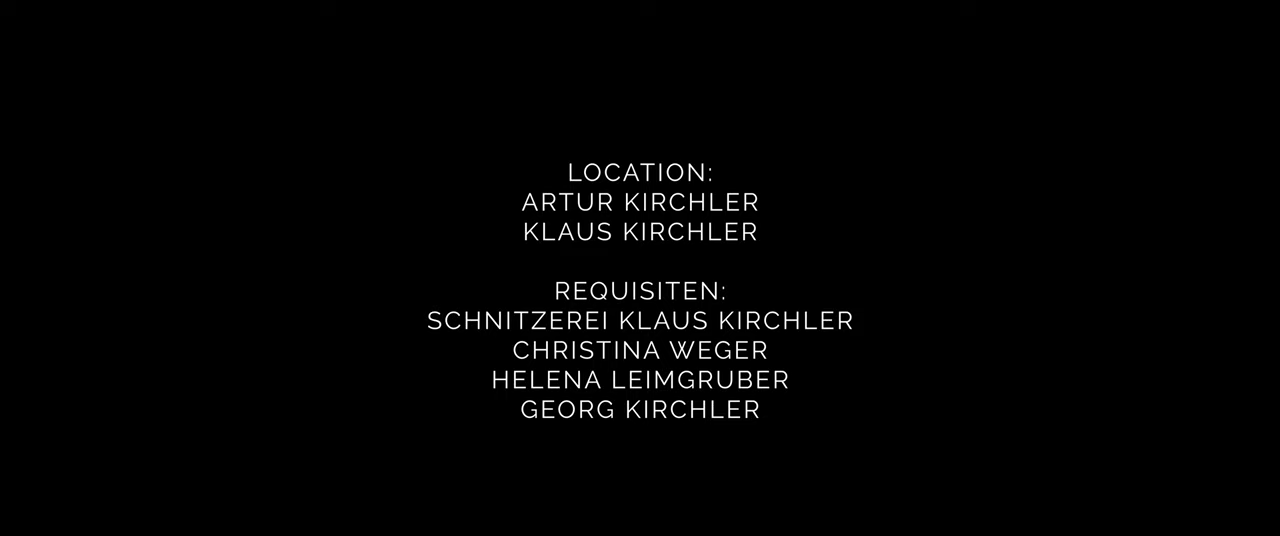 LOCATION:
ARTUR KIRCHLER
KLAUS KIRCHLER
REQUISITEN:
SCHNITZEREI KLAUS KIRCHLER
CHRISTINA WEGER
HELENA LEIMGRUBER
GEORG KIRCHLER